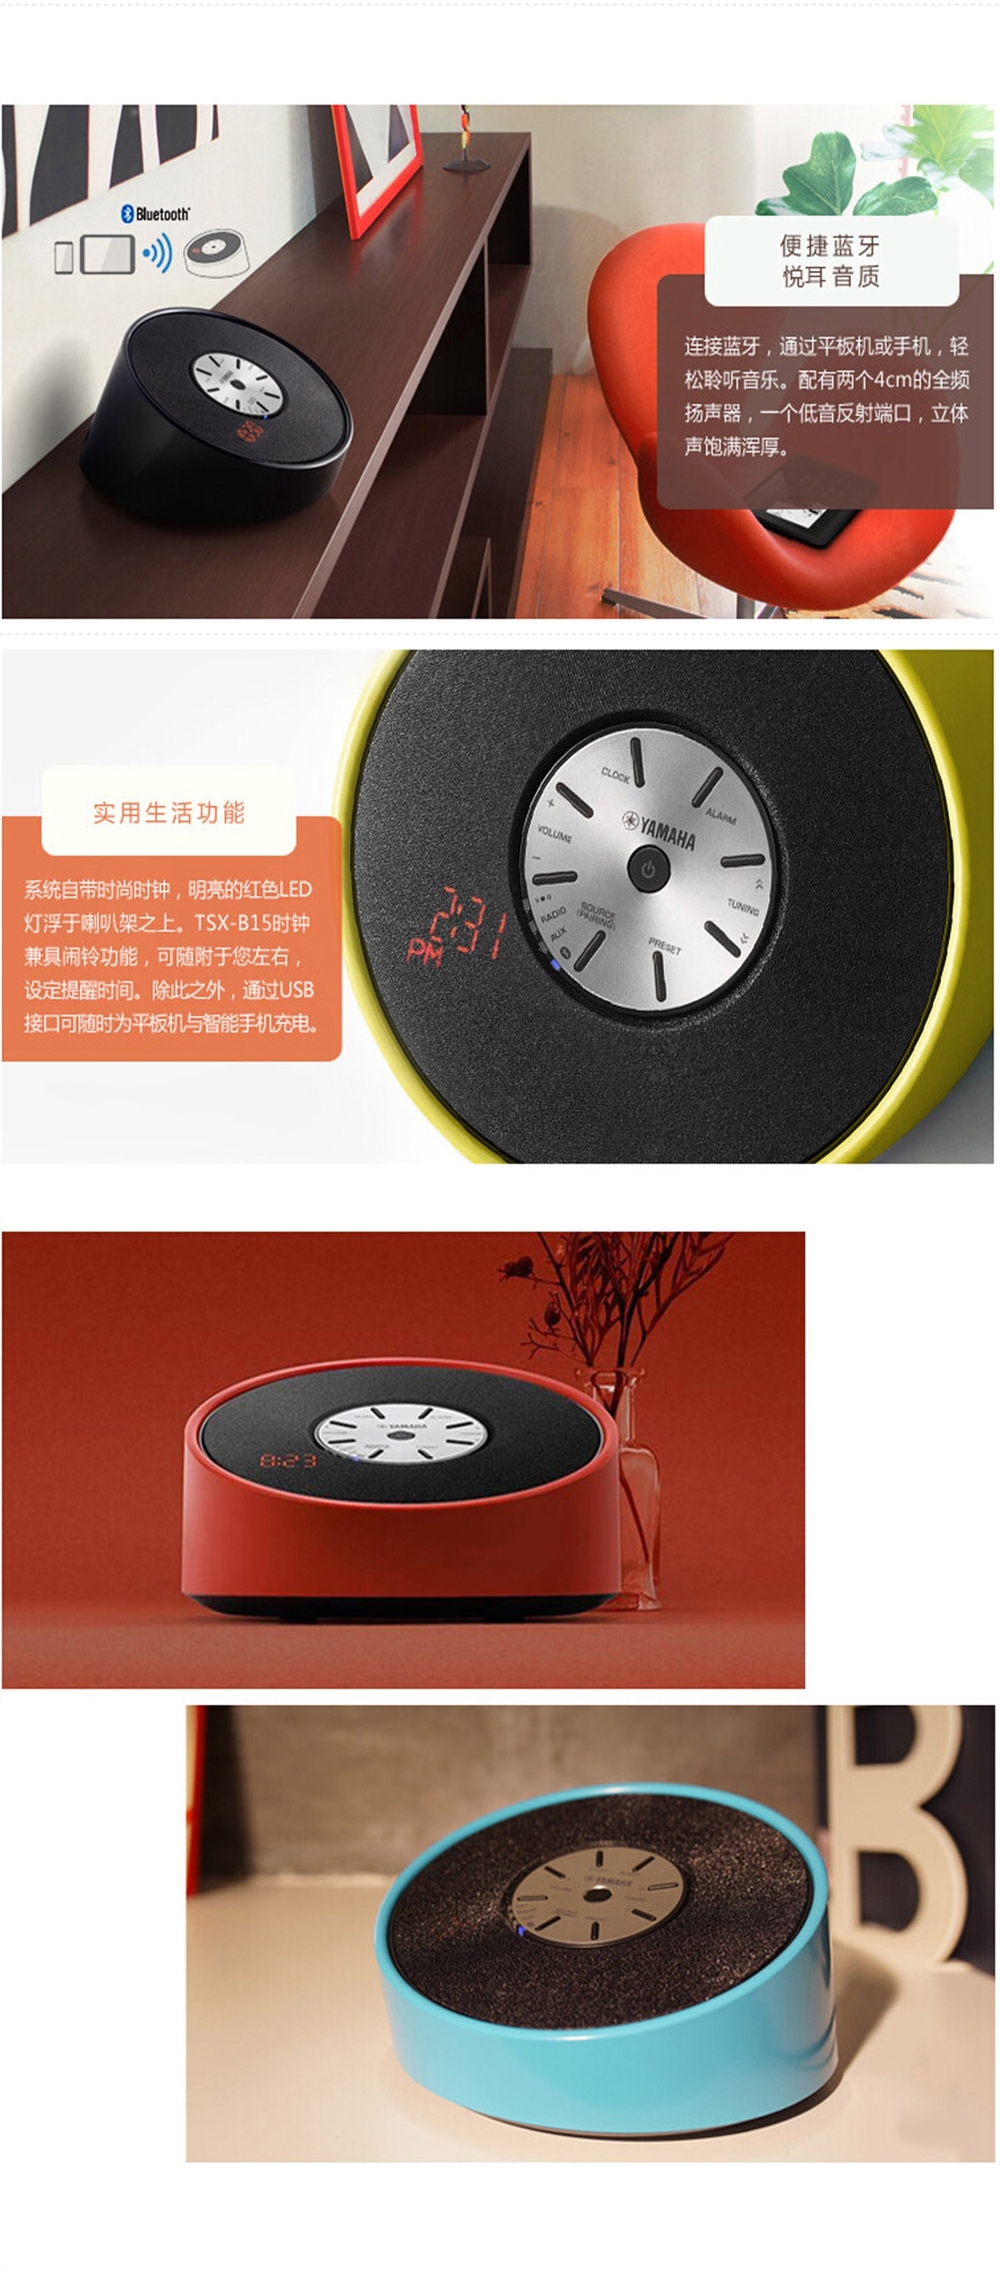 Bluetooth
便捷蓝牙
悦耳音质
连接蓝牙，通过平板机或手机，轻
松聆听音乐。配有两个4cm的全频
扬声器，一个低音反射端口，立体
声饱满浑厚。
实用生活功能
系统自带时尚时钟，明亮的红色LED
灯浮于喇叭架之上。TSX-B15时钟
兼具闹铃功能，可随附于您左右，
设定提醒时间。除此之外，通过USB
接口可随时为平板机与智能手机充电。
CLOCK
ALARM
+
VOLUME
-
YAMAHA
TUNING
RADIO
AUX
SOURCE
(PAIRING)
PRESET
2:31
PM
YAMAHA
8:23
YAMAHA
B